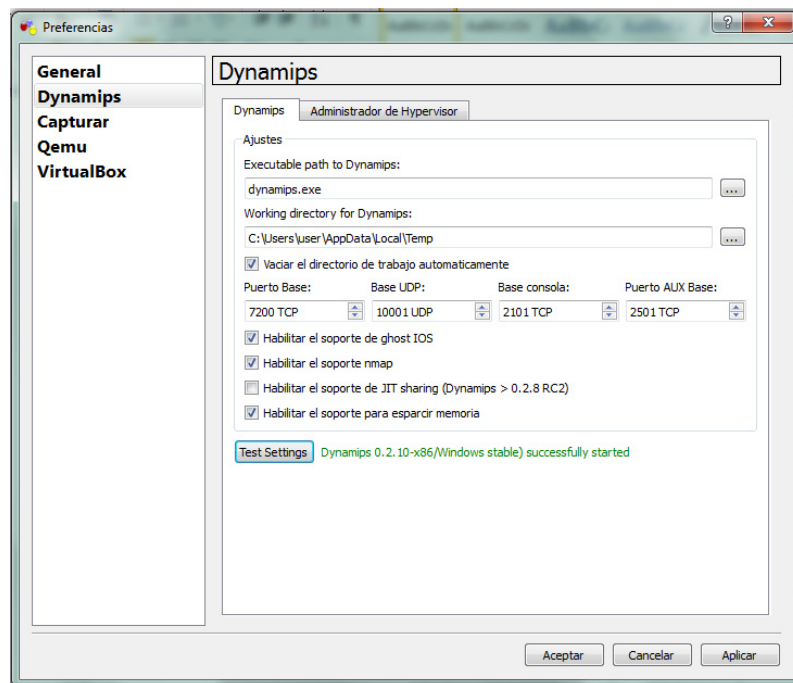 Preferencias
General
Dynamips
Capturar
Qemu
VirtualBox
Dynamips
Dynamips Administrador de Hypervisor
Ajustes
Executable path to Dynamips:
dynamips.exe ...
Working directory for Dynamips:
C:\Users\user\AppData\Local\Temp ...
Vaciar el directorio de trabajo automaticamente
Puerto Base: Base UDP: Base consola: Puerto AUX Base:
7200 TCP 10001 UDP 2101 TCP 2501 TCP
Habilitar el soporte de ghost IOS
Habilitar el soporte nmap
Habilitar el soporte de JIT sharing (Dynamips > 0.2.8 RC2)
Habilitar el soporte para esparcir memoria
Test Settings Dynamips 0.2.10-x86/Windows stable) successfully started
Aceptar Cancelar Aplicar